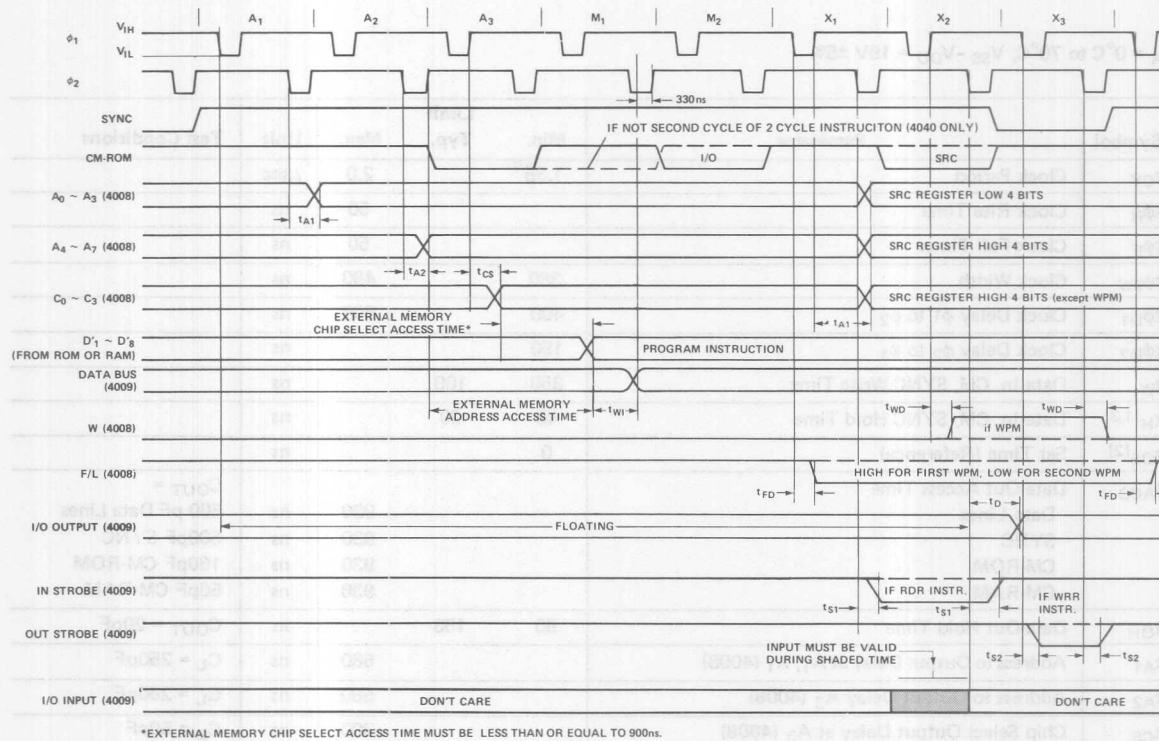 A1 A2 A3 M1 M2 X1 X2 X3
φ1 VIH
VIL
φ2
330ns
SYNC
IF NOT SECOND CYCLE OF 2 CYCLE INSTRUCITON (4040 ONLY)
CM-ROM I/O SRC
A0 ~ A3 (4008) SRC REGISTER LOW 4 BITS
tA1
A4 ~ A7 (4008) SRC REGISTER HIGH 4 BITS
tA2 tCS
C0 ~ C3 (4008) SRC REGISTER HIGH 4 BITS (except WPM)
EXTERNAL MEMORY
CHIP SELECT ACCESS TIME* tA1
D'1 ~ D'8
(FROM ROM OR RAM) PROGRAM INSTRUCTION
DATA BUS
(4009)
EXTERNAL MEMORY
ADDRESS ACCESS TIME tWI
tWD tWD
W (4008) if WPM
F/L (4008) HIGH FOR FIRST WPM, LOW FOR SECOND WPM
tFD tD tFD
I/O OUTPUT (4009) FLOATING
IN STROBE (4009) IF RDR INSTR.
tS1 tS1 IF WRR
INSTR.
OUT STROBE (4009)
INPUT MUST BE VALID
DURING SHADED TIME tS2 tS2
I/O INPUT (4009) DON'T CARE DON'T CARE
*EXTERNAL MEMORY CHIP SELECT ACCESS TIME MUST BE LESS THAN OR EQUAL TO 900ns.